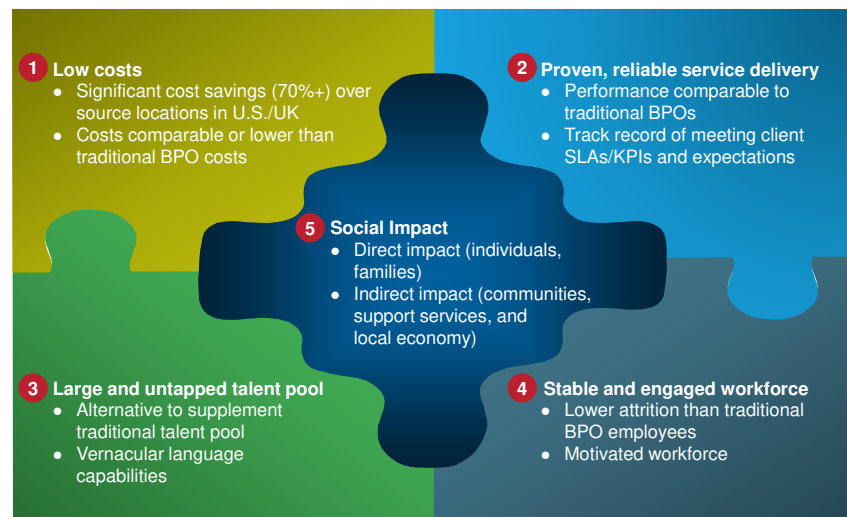 1 Low costs
● Significant cost savings (70%+) over
source locations in U.S./UK
● Costs comparable or lower than
traditional BPO costs
2 Proven, reliable service delivery
● Performance comparable to
traditional BPOs
● Track record of meeting client
SLAs/KPIs and expectations
5 Social Impact
● Direct impact (individuals,
families)
● Indirect impact (communities,
support services, and
local economy)
3 Large and untapped talent pool
● Alternative to supplement
traditional talent pool
● Vernacular language
capabilities
4 Stable and engaged workforce
● Lower attrition than traditional
BPO employees
● Motivated workforce